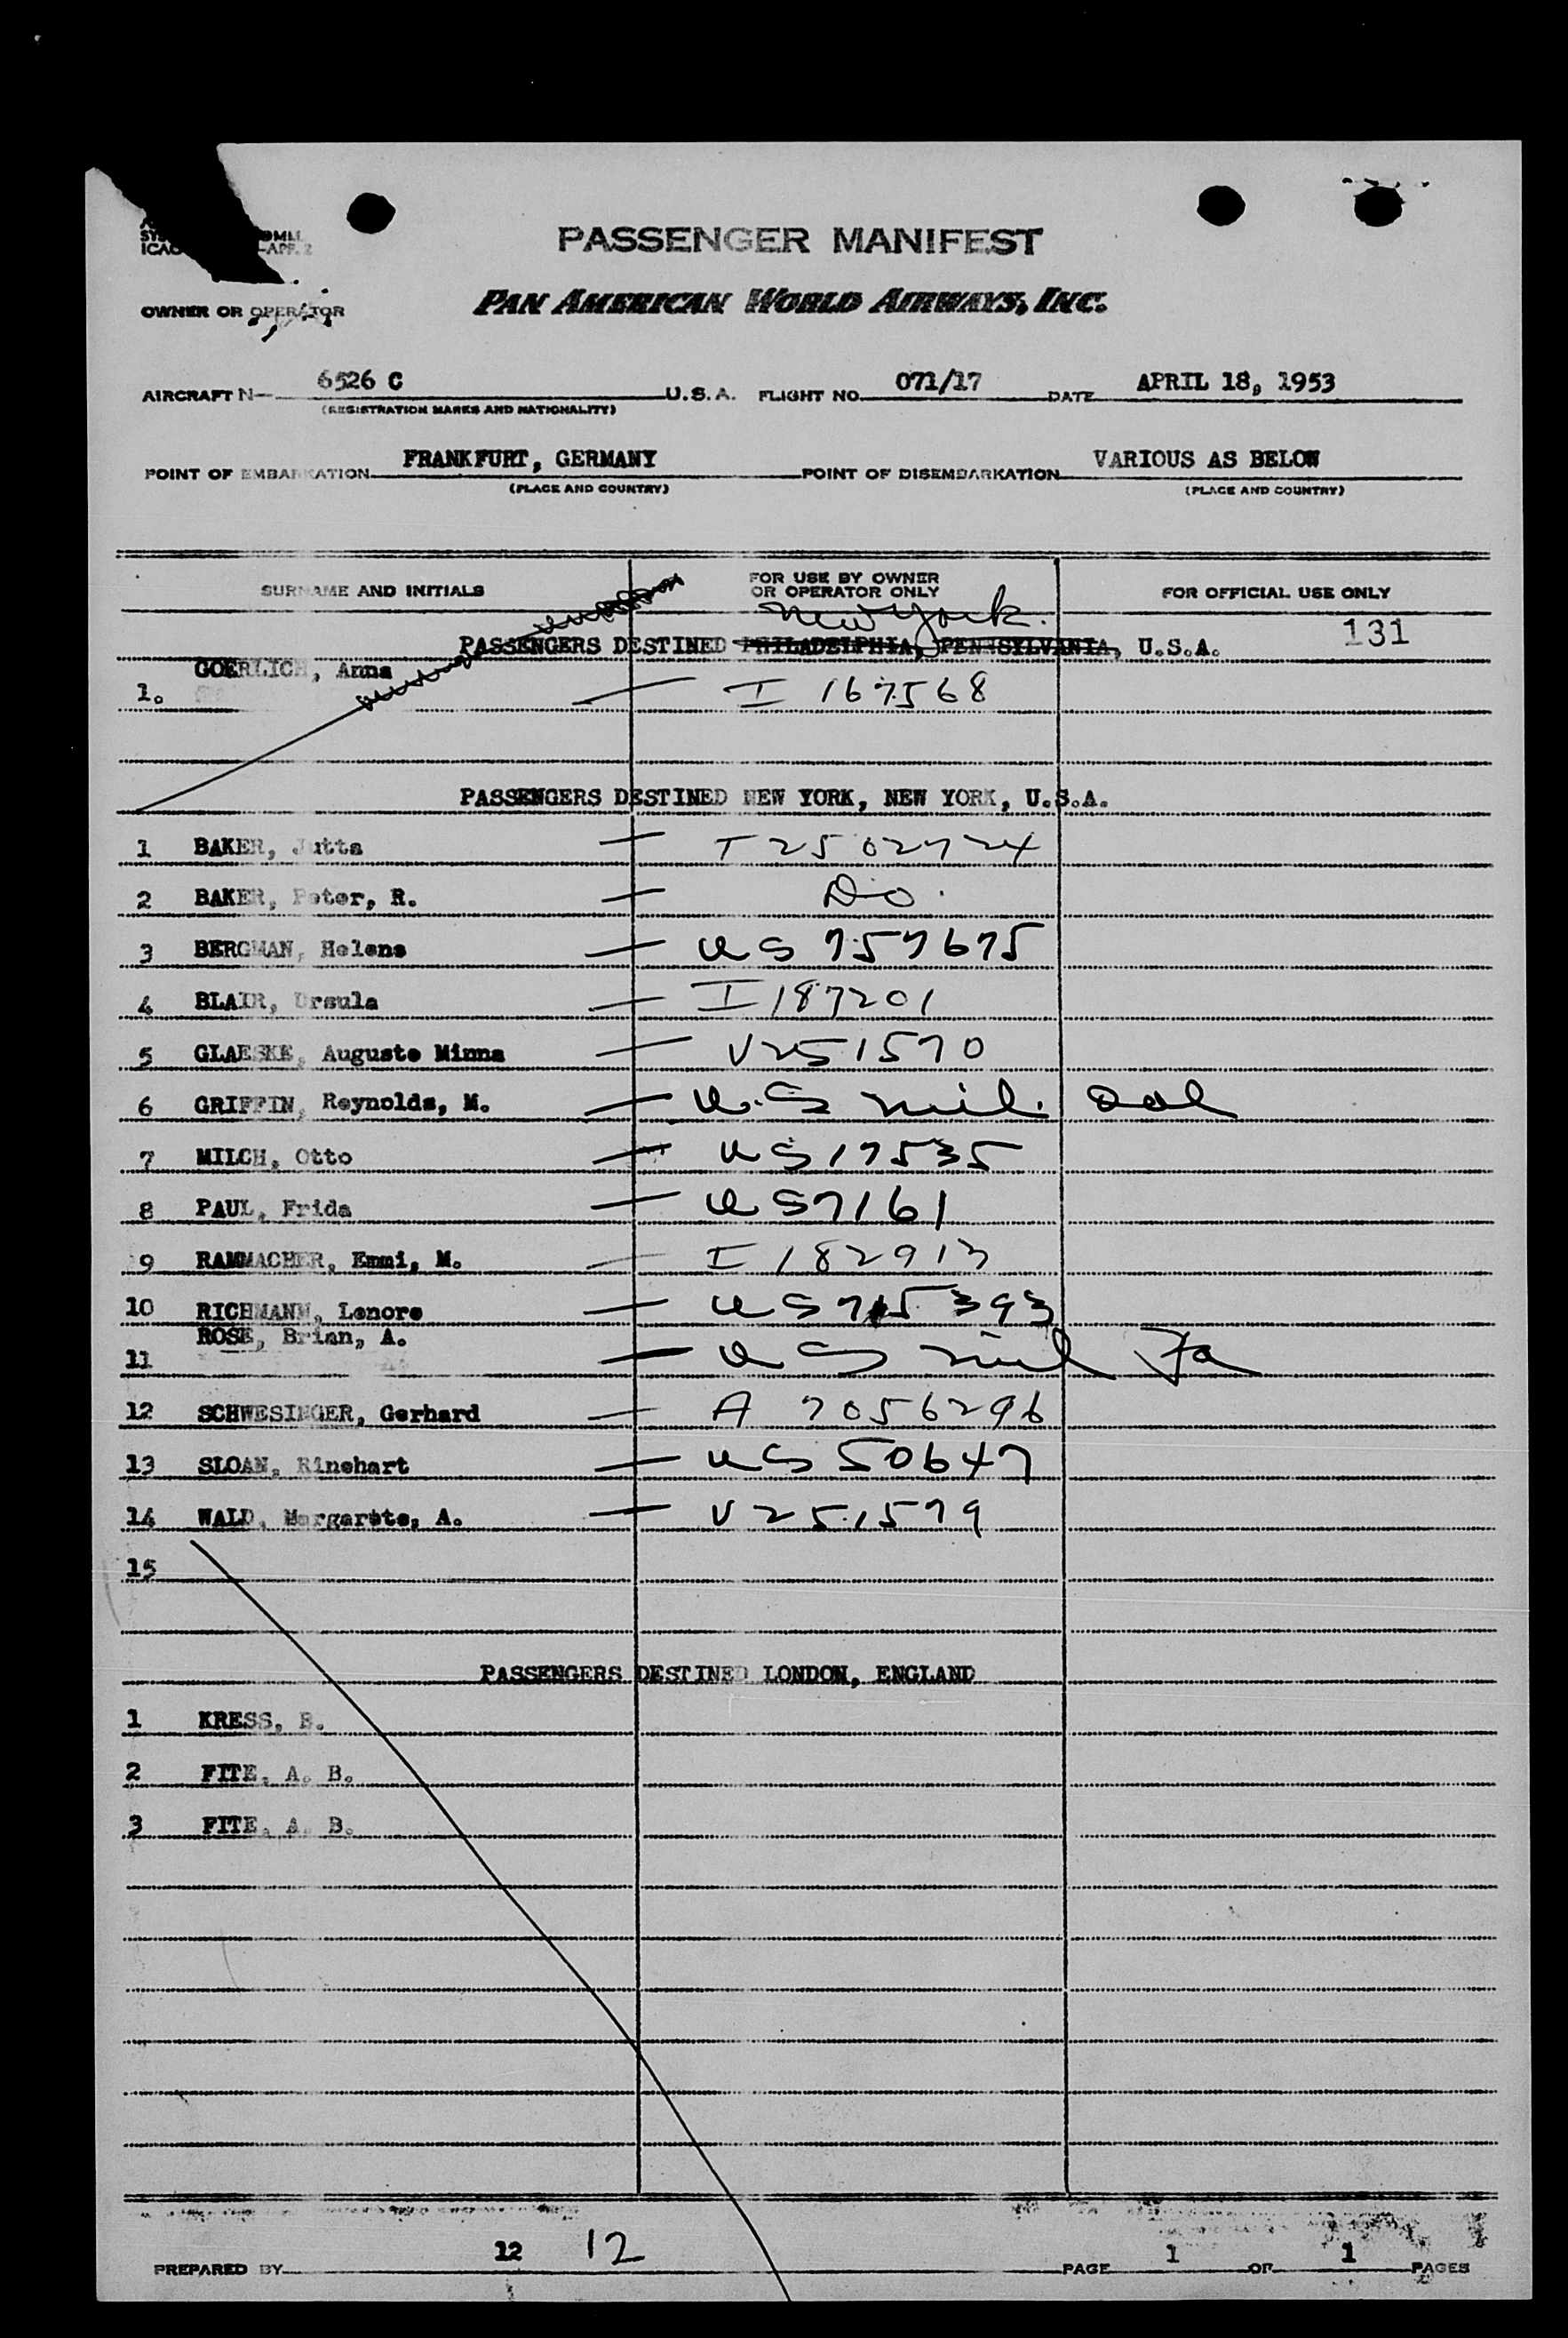 PASSENGER MANIFEST
OWNER OR OPERATOR PAN AMERICAN WORLD AIRWAYS, INC.
AIRCRAFT N- 6526 C U.S.A. FLIGHT NO. 071/17 DATE APRIL 18, 1953
(REGISTRATION MARKS AND NATIONALITY)
POINT OF EMBARKATION FRANKFURT, GERMANY POINT OF DISEMBARKATION VARIOUS AS BELOW
(PLACE AND COUNTRY) (PLACE AND COUNTRY)
SURNAME AND INITIALS FOR USE BY OWNER OR OPERATOR ONLY FOR OFFICIAL USE ONLY
New York.
PASSENGERS DESTINED PHILADELPHIA, PENNSYLVANIA, U.S.A. 131
1. GOERLICH, Anna — I 167568
PASSENGERS DESTINED NEW YORK, NEW YORK, U.S.A.
1 BAKER, Jutta — T 2502724
2 BAKER, Peter, R. — Do.
3 BERGMAN, Helene — US 757675
4 BLAIR, Ursula — I 187201
5 GLAESKE, Auguste Minna — V251570
6 GRIFFIN, Reynolds, M. — U.S mil.
7 MILCH, Otto — US 17535
8 PAUL, Frida — US 7161
9 RAMMACHER, Emmi, M. — I 182913
10 RICHMANN, Lenore — US 715393
11 ROSE, Brian, A. — US mil
12 SCHWESINGER, Gerhard — A 7056296
13 SLOAN, Rinehart — US 50647
14 WALD, Margarete, A. — V 251579
15
PASSENGERS DESTINED LONDON, ENGLAND
1 KRESS, B.
2 FITE, A. B.
3 FITE, A. B.
PREPARED BY 12 12 PAGE 1 OF 1 PAGES